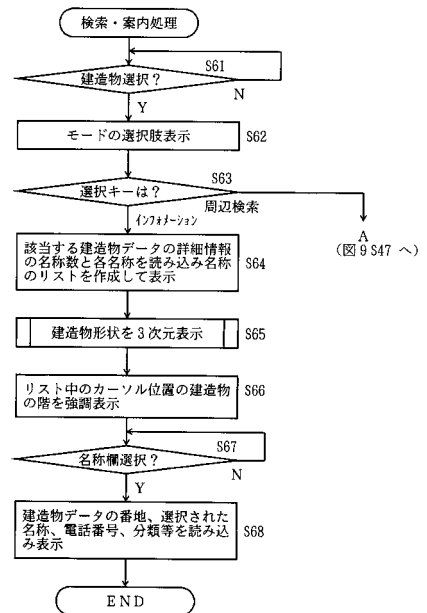 検索・案内処理
S61
建造物選択？
N
Y
モードの選択肢表示
S62
S63
選択キーは？
周辺検索
インフォメーション
A
(図9 S47 へ)
該当する建造物データの詳細情報
の名称数と各名称を読み込み名称
のリストを作成して表示
S64
建造物形状を3次元表示
S65
リスト中のカーソル位置の建造物
の階を強調表示
S66
S67
名称欄選択？
N
Y
建造物データの番地、選択された
名称、電話番号、分類等を読み込
み表示
S68
END